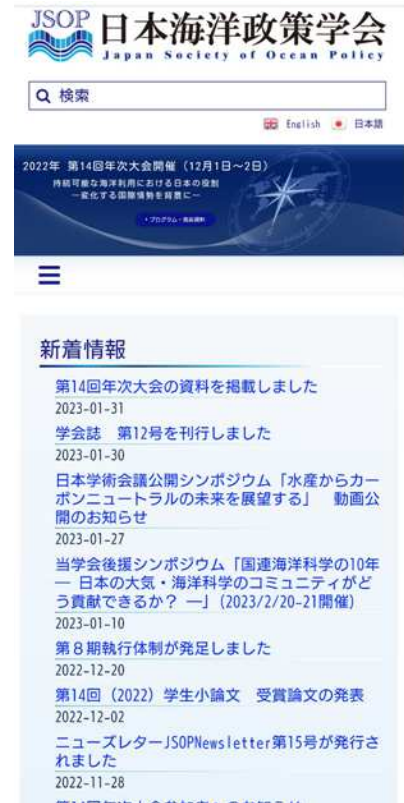 JSOP
日本海洋政策学会
Japan Society of Ocean Policy
検索
English 日本語
2022年 第14回年次大会開催（12月1日～2日）
持続可能な海洋利用における日本の役割
―変化する国際情勢を背景に―
・プログラム・発表資料
新着情報
第14回年次大会の資料を掲載しました
2023-01-31
学会誌　第12号を刊行しました
2023-01-30
日本学術会議公開シンポジウム「水産からカー
ボンニュートラルの未来を展望する」　動画公
開のお知らせ
2023-01-27
当学会後援シンポジウム「国連海洋科学の10年
― 日本の大気・海洋科学のコミュニティがど
う貢献できるか？ ―」(2023/2/20-21開催)
2023-01-10
第８期執行体制が発足しました
2022-12-20
第14回（2022）学生小論文　受賞論文の発表
2022-12-02
ニューズレターJSOPNewsletter第15号が発行さ
れました
2022-11-28